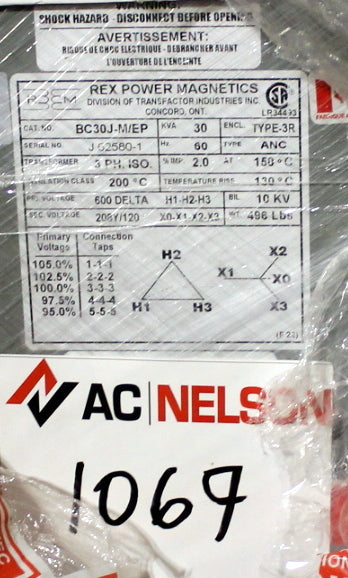 WARNING:
SHOCK HAZARD - DISCONNECT BEFORE OPENING
AVERTISSEMENT:
RISQUE DE CHOC ELECTRIQUE - DEBRANCHER AVANT
L'OUVERTURE DE L'ENCEINTE
REX POWER MAGNETICS
DIVISION OF TRANSFACTOR INDUSTRIES INC.
CONCORD, ONT.
LR34493
CAT. NO. BC30J-M/EP KVA 30 ENCL. TYPE-3R
SERIAL NO. J 52580-1 Hz 60 TYPE ANC
TRANSFORMER 3 PH. ISO. % IMP. 2.0 AT 150 °C
INSULATION CLASS 200 °C TEMPERATURE RISE 130 °C
PRI. VOLTAGE 600 DELTA H1-H2-H3 BIL 10 KV
SEC. VOLTAGE 208Y/120 X0-X1-X2-X3 WT 496 LBS
Primary Connection
Voltage Taps
105.0% 1-1-1
102.5% 2-2-2
100.0% 3-3-3
97.5% 4-4-4
95.0% 5-5-5
H2
H1 H3
X2
X1 X0
X3
AC|NELSON
1067
ION